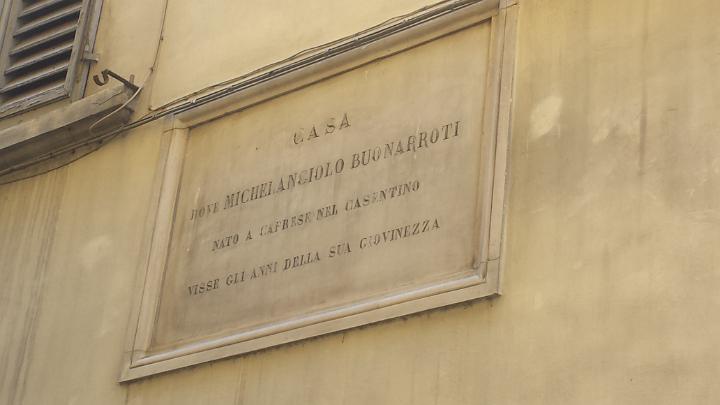 CASA
DOVE MICHELANGIOLO BUONARROTI
NATO A CAPRESE NEL CASENTINO
VISSE GLI ANNI DELLA SUA GIOVINEZZA